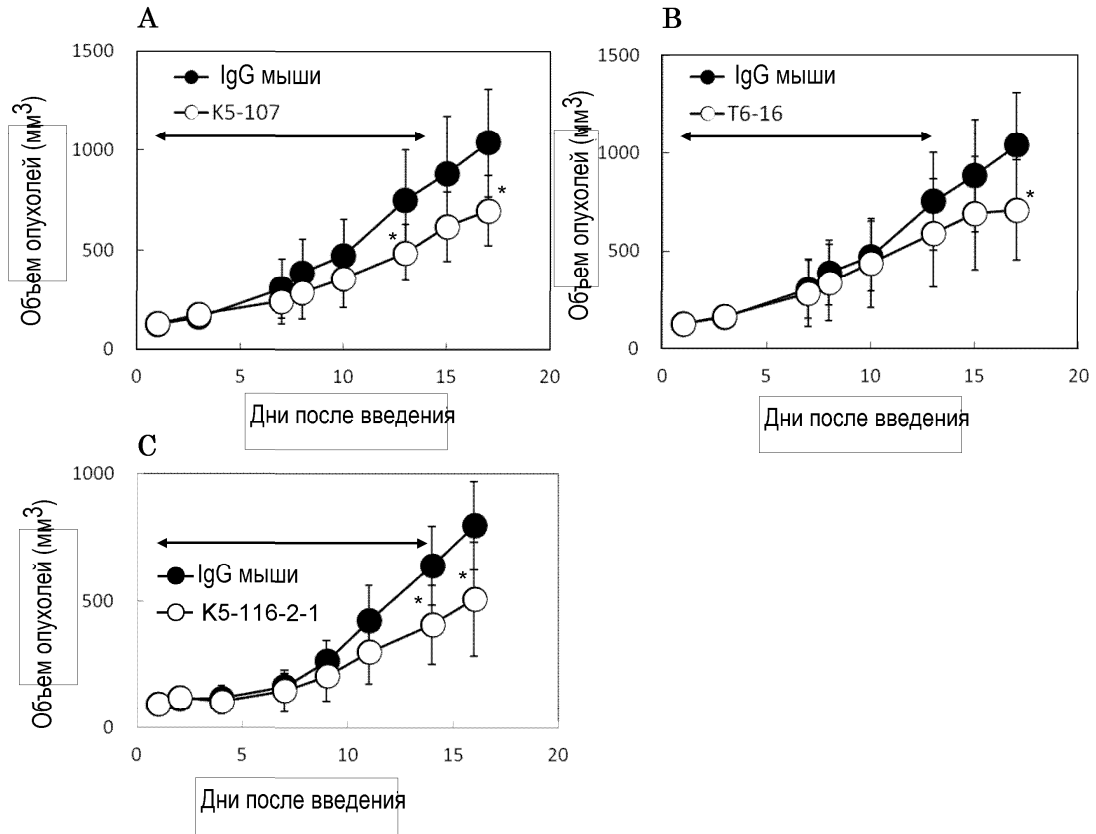 A
1500
1000
500
0
0
5
10
15
20
IgG мыши
K5-107
*
*
Объем опухолей (мм3)
Дни после введения
B
1500
1000
500
0
0
5
10
15
20
IgG мыши
T6-16
*
Объем опухолей (мм3)
Дни после введения
C
1000
500
0
0
5
10
15
20
IgG мыши
K5-116-2-1
*
*
Объем опухолей (мм3)
Дни после введения